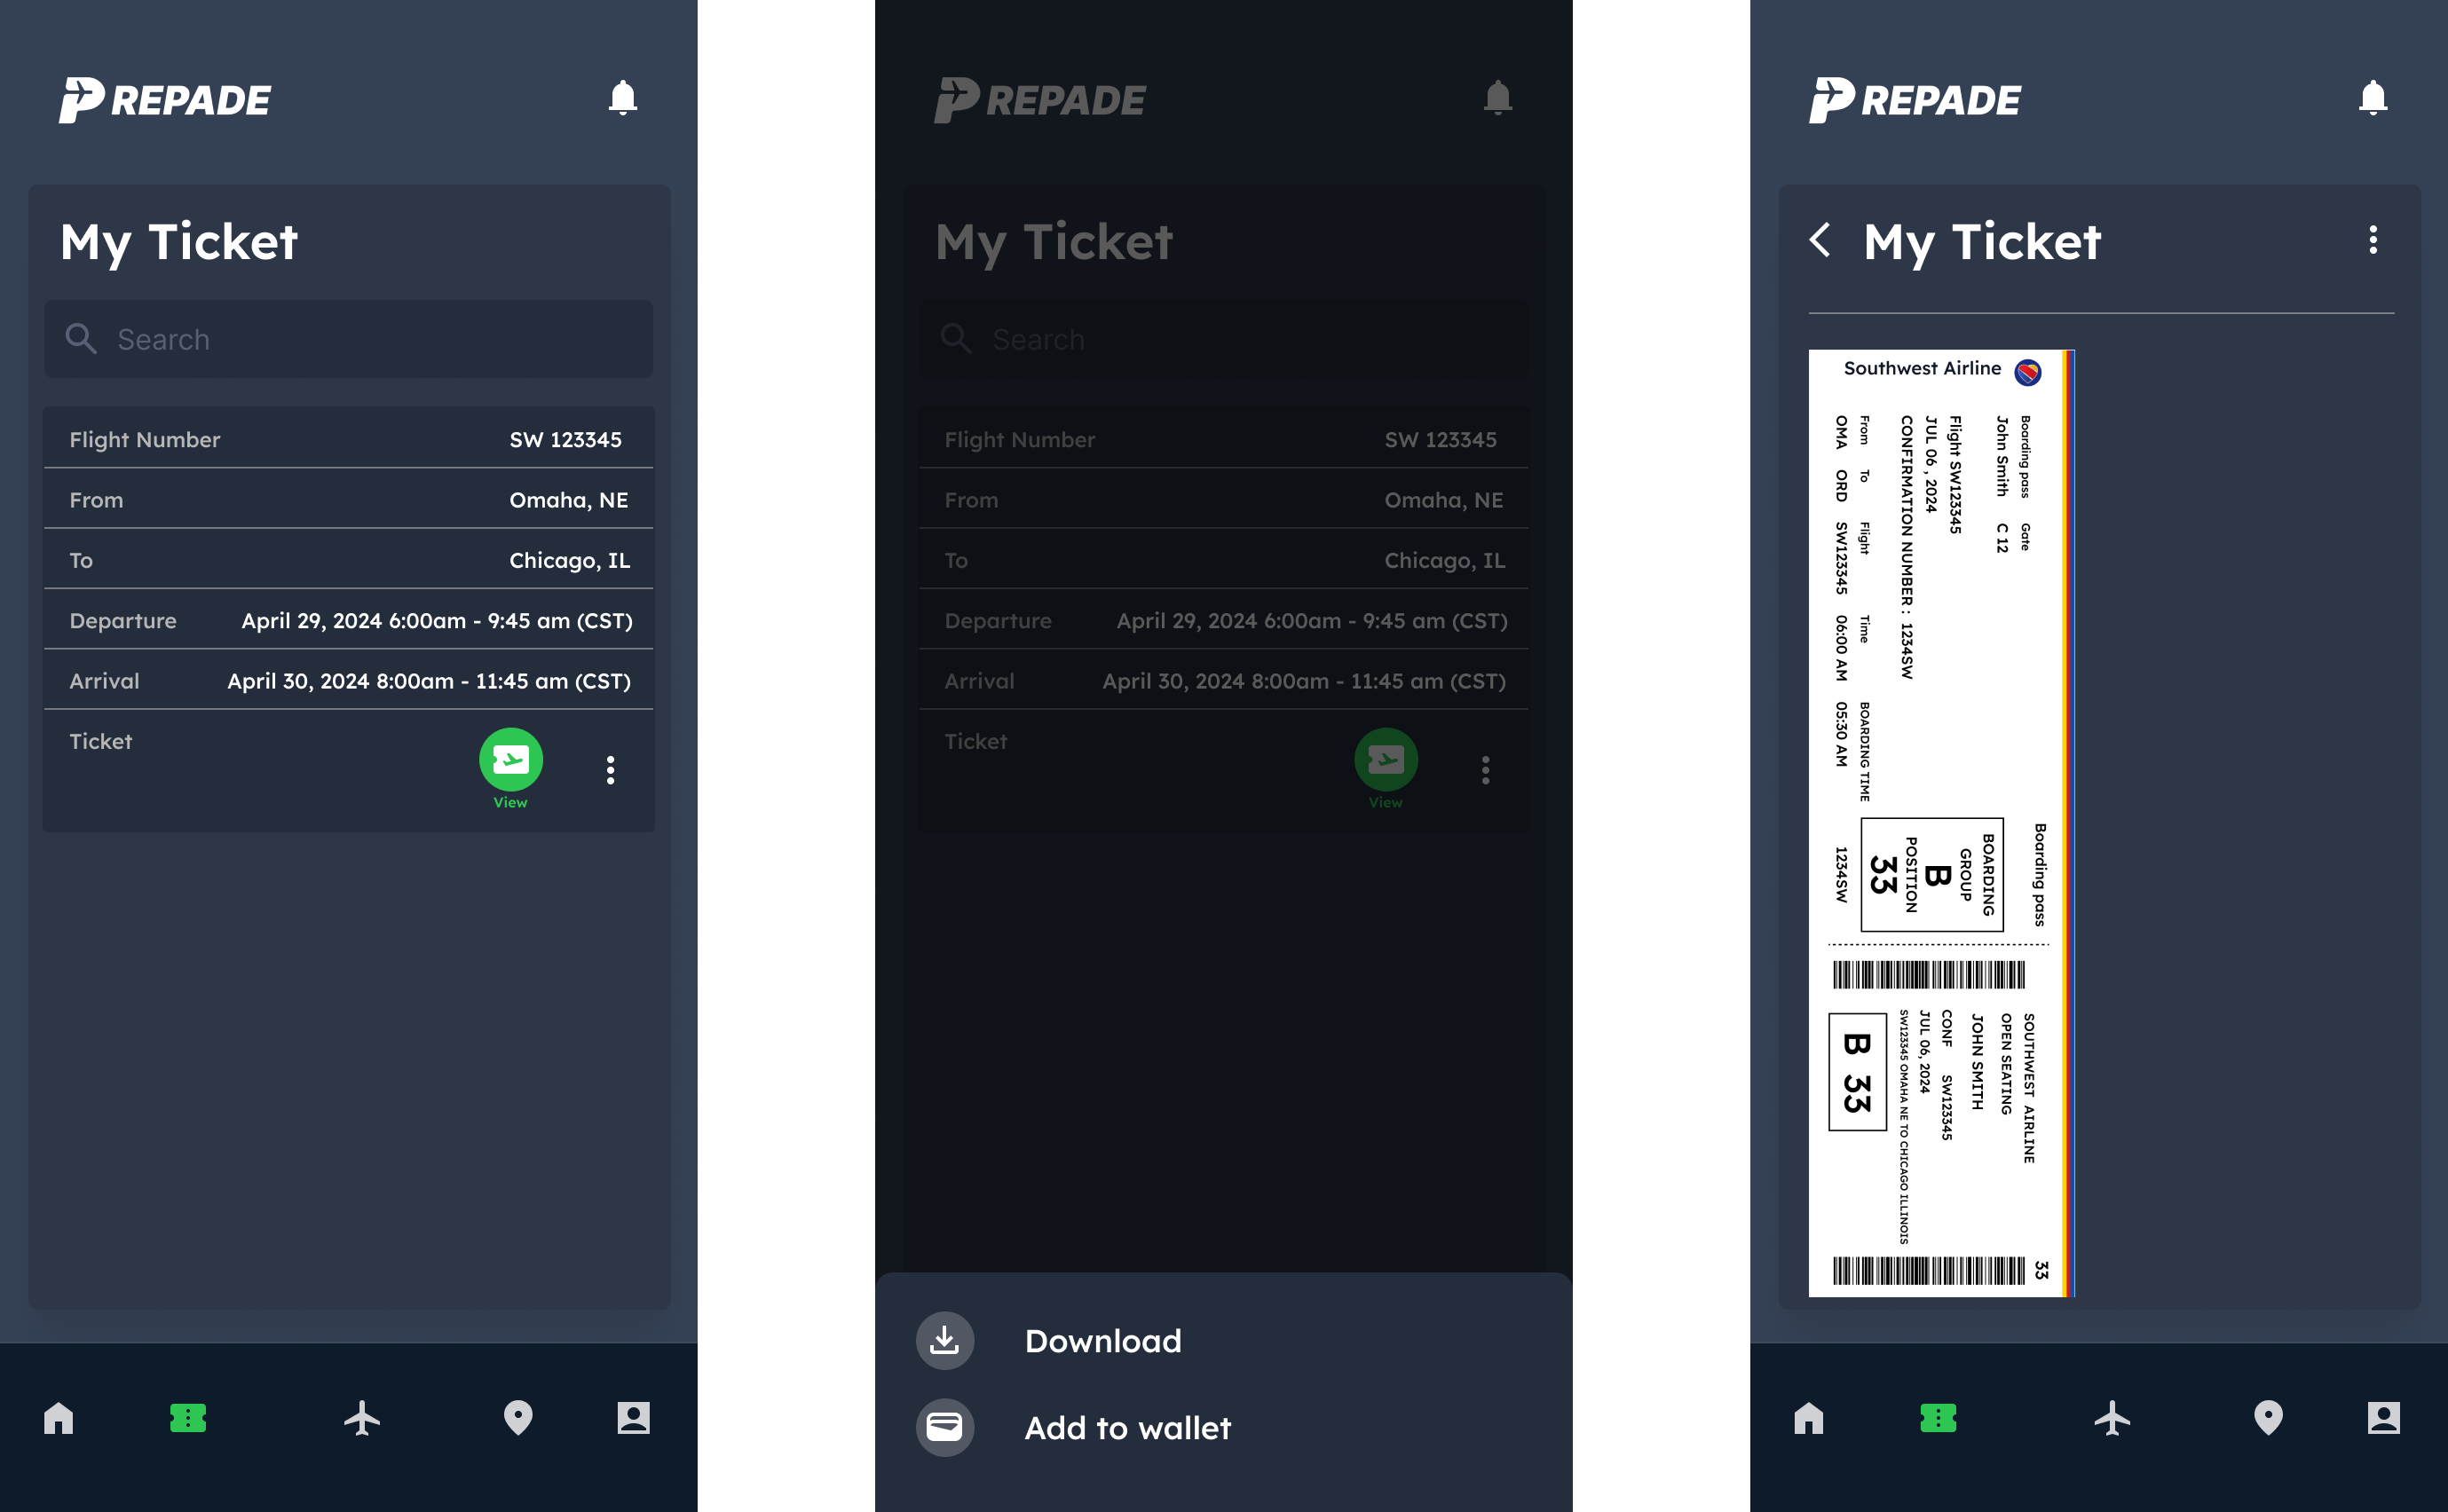 PREPADE
My Ticket
Search
Flight Number SW 123345
From Omaha, NE
To Chicago, IL
Departure April 29, 2024 6:00am - 9:45 am (CST)
Arrival April 30, 2024 8:00am - 11:45 am (CST)
Ticket
View
PREPADE
My Ticket
Search
Flight Number SW 123345
From Omaha, NE
To Chicago, IL
Departure April 29, 2024 6:00am - 9:45 am (CST)
Arrival April 30, 2024 8:00am - 11:45 am (CST)
Ticket
View
Download
Add to wallet
PREPADE
My Ticket
Southwest Airline
Boarding pass Gate
John Smith C 12
Flight SW123345
JUL 06 , 2024
CONFIRMATION NUMBER : 1234SW
From To Flight Time BOARDING TIME
OMA ORD SW123345 06:00 AM 05:30 AM
Boarding pass
BOARDING
GROUP
B
POSITION
33
1234SW
SOUTHWEST AIRLINE
OPEN SEATING
JOHN SMITH
CONF SW123345
JUL 06, 2024
SW123345 OMAHA NE TO CHICAGO ILLINOIS
B 33
33